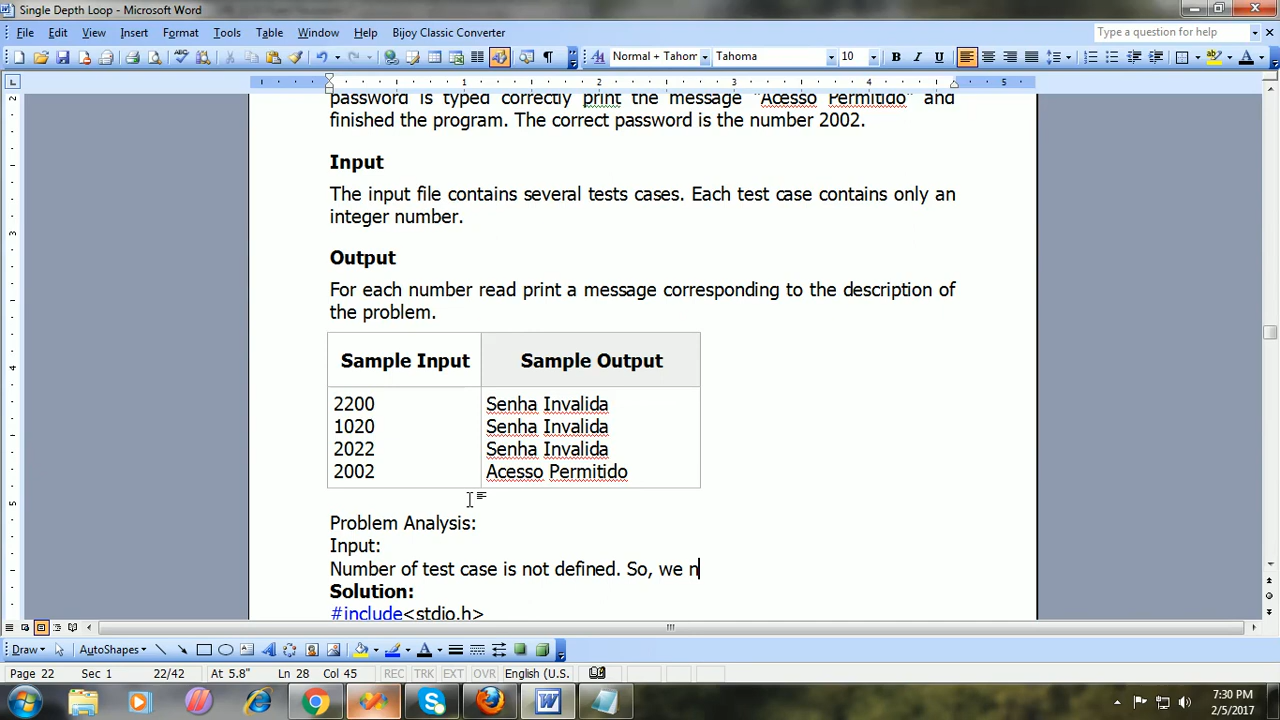 Single Depth Loop - Microsoft Word
File Edit View Insert Format Tools Table Window Help Bijoy Classic Converter
Type a question for help
Normal + Tahom Tahoma 10 B I U
1 2 3 4 5
password is typed correctly print the message "Acesso Permitido" and
finished the program. The correct password is the number 2002.
Input
The input file contains several tests cases. Each test case contains only an
integer number.
Output
For each number read print a message corresponding to the description of
the problem.
Sample Input Sample Output
2200 Senha Invalida
1020 Senha Invalida
2022 Senha Invalida
2002 Acesso Permitido
Problem Analysis:
Input:
Number of test case is not defined. So, we n
Solution:
#include<stdio.h>
Draw AutoShapes
Page 22 Sec 1 22/42 At 5.8" Ln 28 Col 45 REC TRK EXT OVR English (U.S.
7:30 PM
2/5/2017